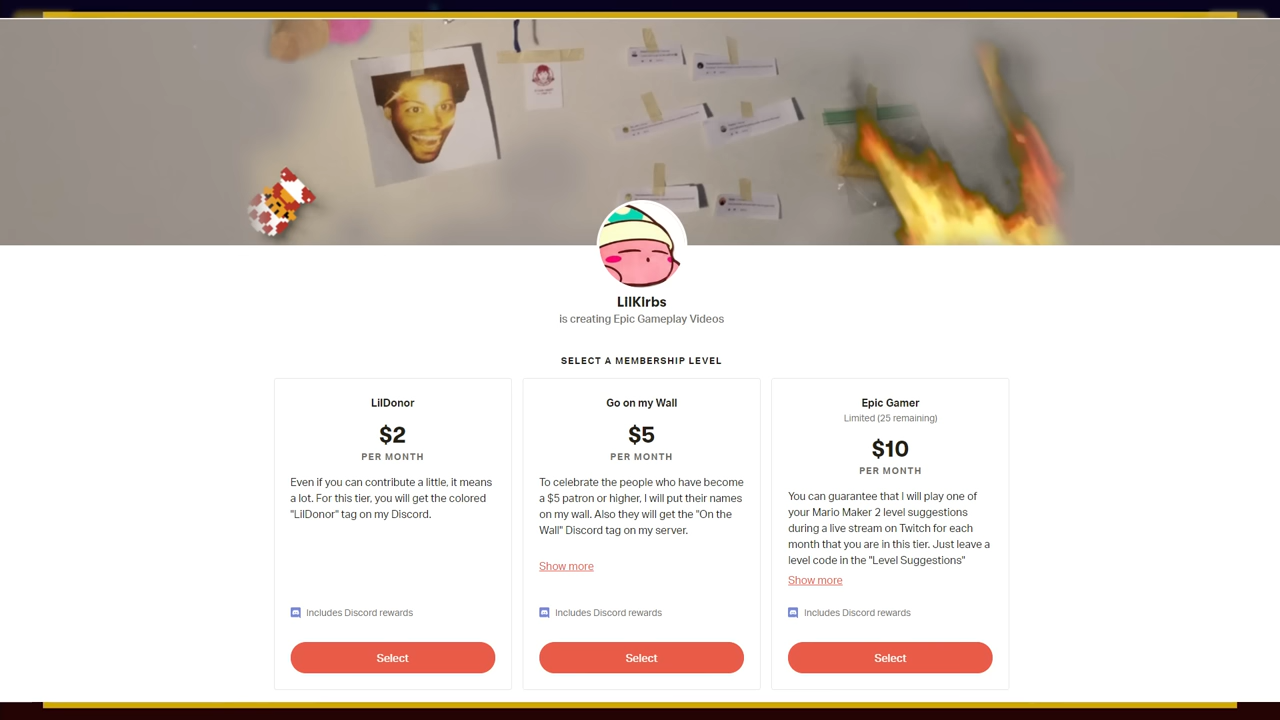 LilKIrbs
is creating Epic Gameplay Videos
SELECT A MEMBERSHIP LEVEL
LilDonor
$2
PER MONTH
Even if you can contribute a little, it means
a lot. For this tier, you will get the colored
"LilDonor" tag on my Discord.
Includes Discord rewards
Select
Go on my Wall
$5
PER MONTH
To celebrate the people who have become
a $5 patron or higher, I will put their names
on my wall. Also they will get the "On the
Wall" Discord tag on my server.
Show more
Includes Discord rewards
Select
Epic Gamer
Limited (25 remaining)
$10
PER MONTH
You can guarantee that I will play one of
your Mario Maker 2 level suggestions
during a live stream on Twitch for each
month that you are in this tier. Just leave a
level code in the "Level Suggestions"
Show more
Includes Discord rewards
Select